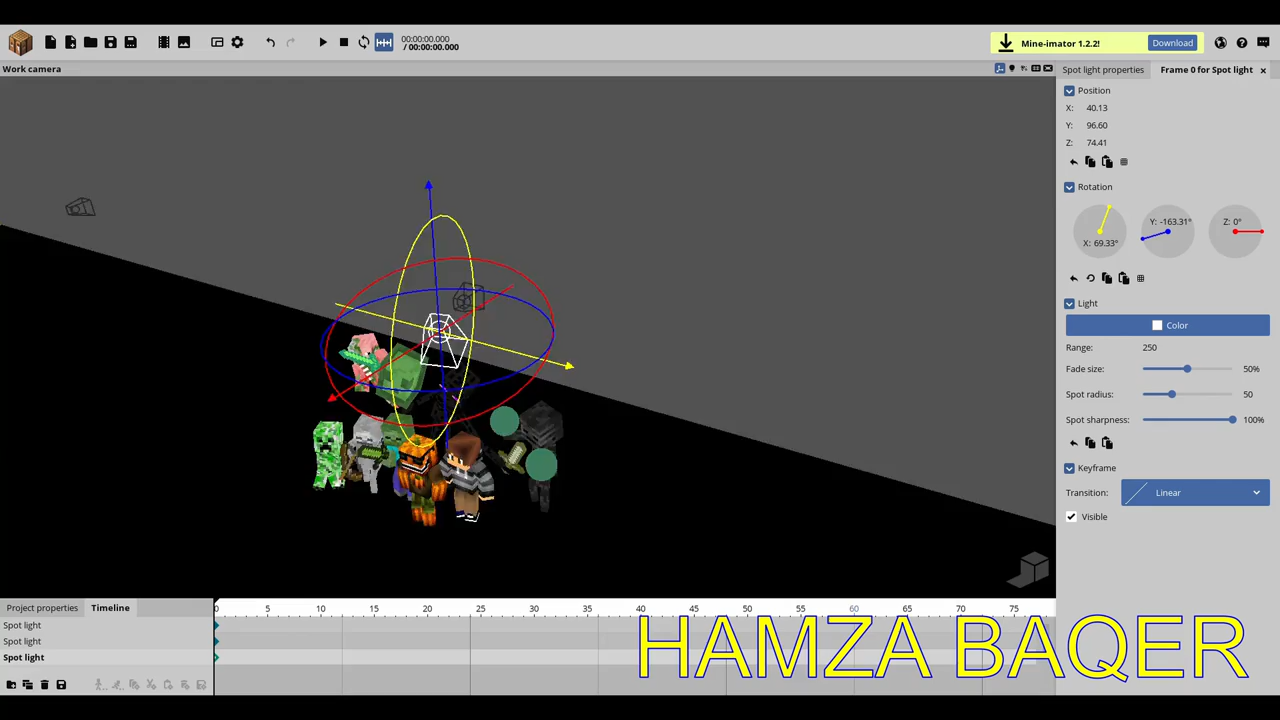 00:00:00.000
/ 00:00:00.000
Mine-imator 1.2.2!
Download
Work camera
Spot light properties
Frame 0 for Spot light
Position
X: 40.13
Y: 96.60
Z: 74.41
Rotation
X: 69.33°
Y: -163.31°
Z: 0°
Light
Color
Range: 250
Fade size: 50%
Spot radius: 50
Spot sharpness: 100%
Keyframe
Transition: Linear
Visible
Project properties
Timeline
0 5 10 15 20 25 30 35 40 45 50 55 60 65 70 75
Spot light
Spot light
Spot light
HAMZA BAQER